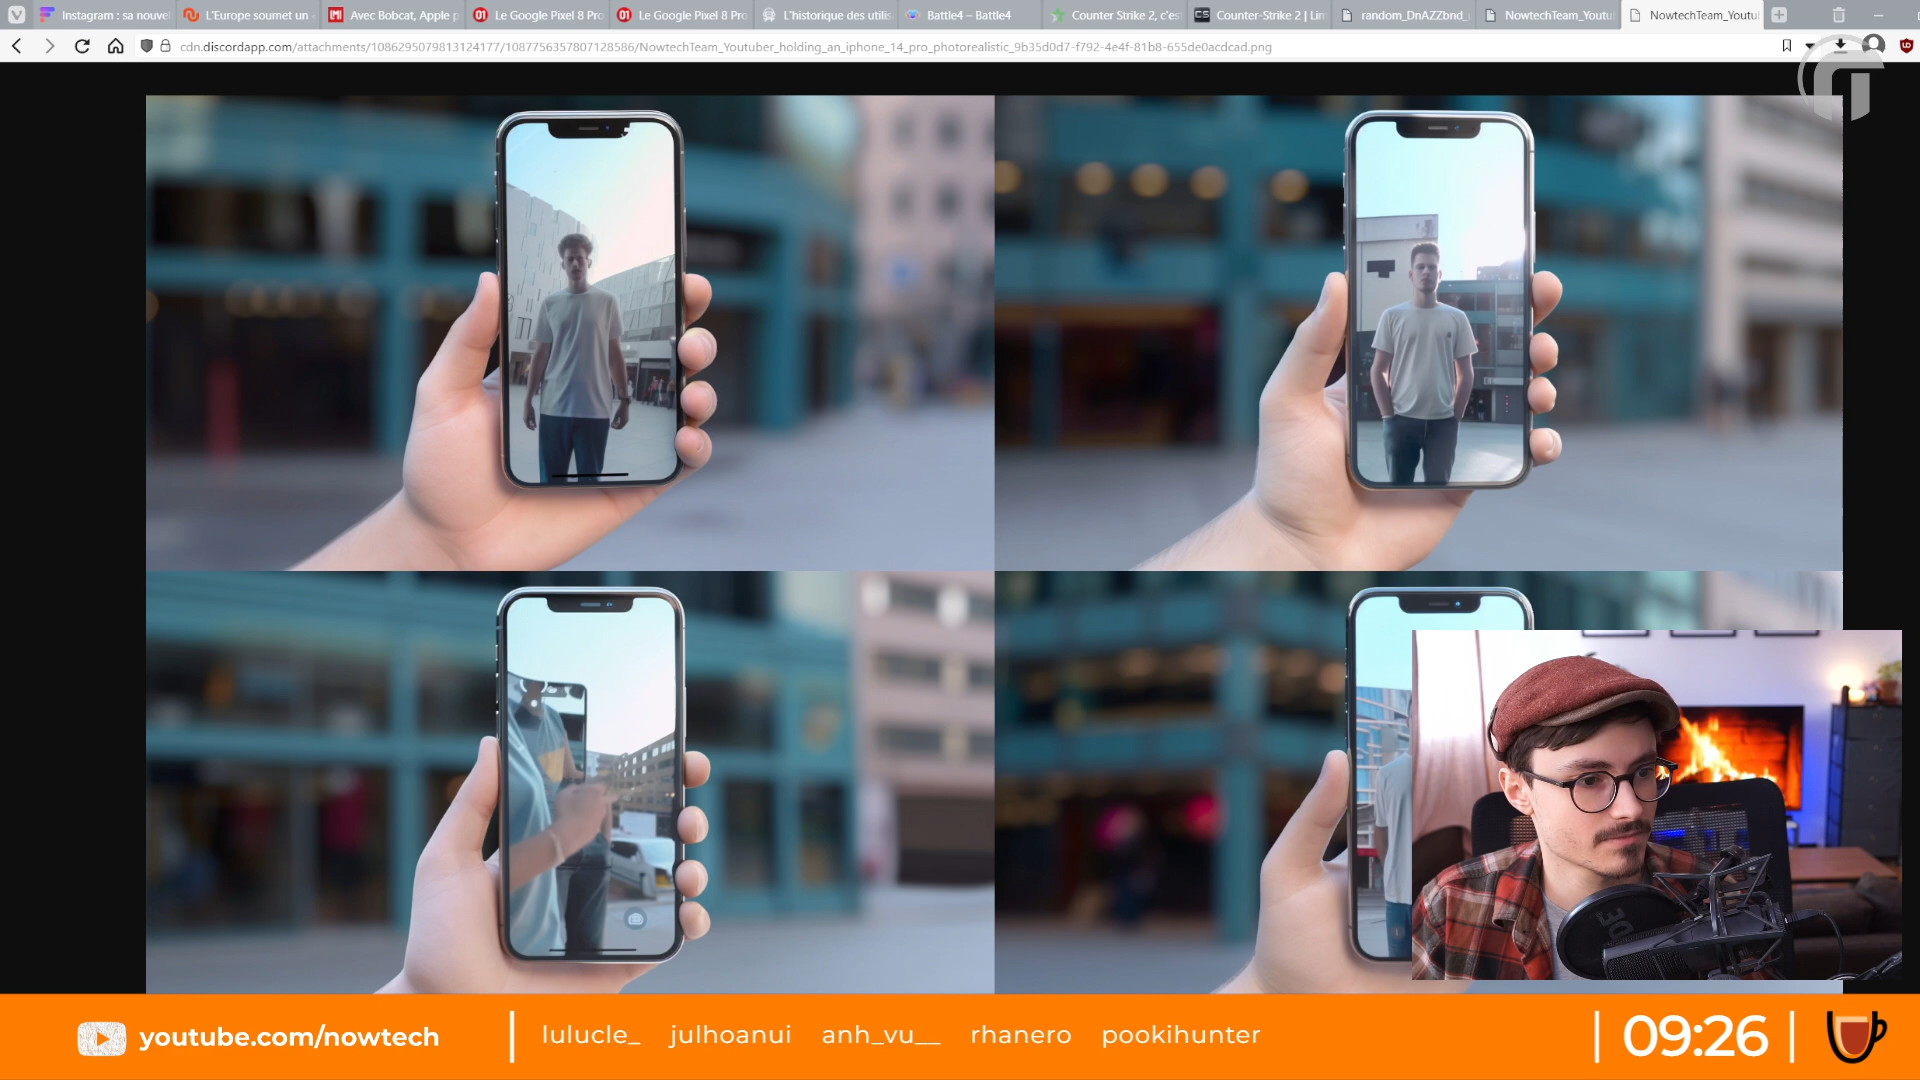 Instagram : sa nouvel
L'Europe soumet un
Avec Bobcat, Apple p
Le Google Pixel 8 Pro
Le Google Pixel 8 Pro
L'historique des utilis
Battle4 – Battle4
Counter Strike 2, c'es
Counter-Strike 2 | Lin
random_DnAZZbnd_
NowtechTeam_Youtu
NowtechTeam_Youtu
cdn.discordapp.com/attachments/1086295079813124177/1087756357807128586/NowtechTeam_Youtuber_holding_an_iphone_14_pro_photorealistic_9b35d0d7-f792-4e4f-81b8-655de0acdcad.png
youtube.com/nowtech
lulucle_ julhoanui anh_vu__ rhanero pookihunter
09:26